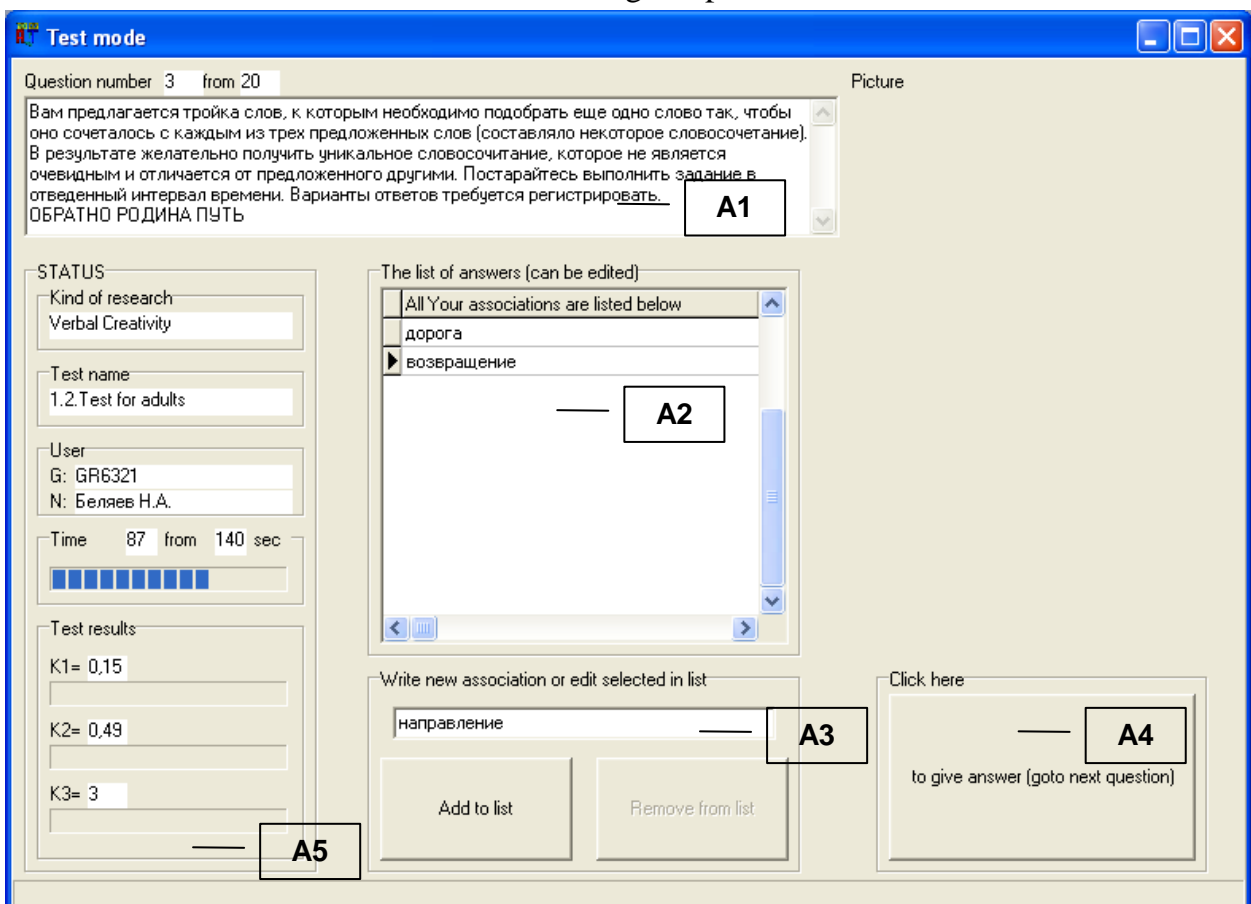 Test mode
Question number 3 from 20
Picture
Вам предлагается тройка слов, к которым необходимо подобрать еще одно слово так, чтобы
оно сочеталось с каждым из трех предложенных слов (составляло некоторое словосочетание).
В результате желательно получить уникальное словосочитание, которое не является
очевидным и отличается от предложенного другими. Постарайтесь выполнить задание в
отведенный интервал времени. Варианты ответов требуется регистрировать.
ОБРАТНО РОДИНА ПУТЬ
A1
STATUS
Kind of research
Verbal Creativity
Test name
1.2.Test for adults
User
G: GR6321
N: Беляев Н.А.
Time 87 from 140 sec
Test results
K1= 0,15
K2= 0,49
K3= 3
A5
The list of answers (can be edited)
All Your associations are listed below
дорога
возвращение
A2
Write new association or edit selected in list
направление
A3
Add to list
Remove from list
Click here
A4
to give answer (goto next question)